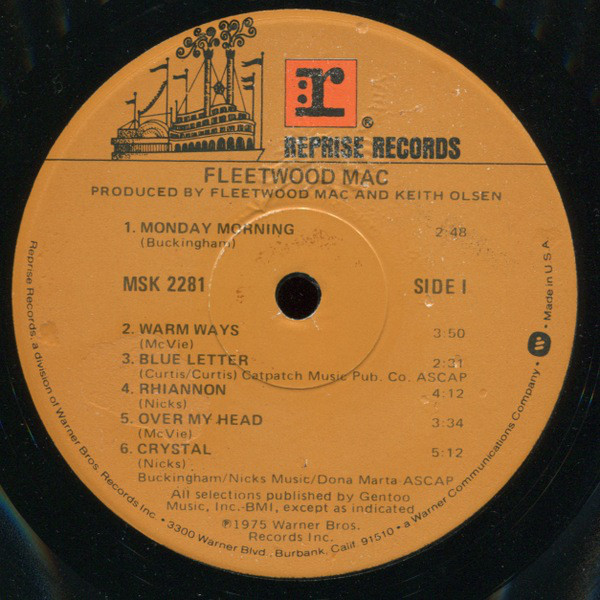 r
®
REPRISE RECORDS
FLEETWOOD MAC
PRODUCED BY FLEETWOOD MAC AND KEITH OLSEN
1. MONDAY MORNING 2:48
(Buckingham)
MSK 2281 SIDE I
2. WARM WAYS 3:50
(McVie)
3. BLUE LETTER 2:31
(Curtis/Curtis) Catpatch Music Pub. Co. ASCAP
4. RHIANNON 4:12
(Nicks)
5. OVER MY HEAD 3:34
(McVie)
6. CRYSTAL 5:12
(Nicks)
Buckingham/Nicks Music/Dona Marta ASCAP
All selections published by Gentoo
Music, Inc.-BMI, except as indicated
℗1975 Warner Bros.
Records Inc.
Reprise Records, a division of Warner Bros. Records Inc. • 3300 Warner Blvd., Burbank, Calif. 91510 • a Warner Communications Company • W • Made in U.S.A.